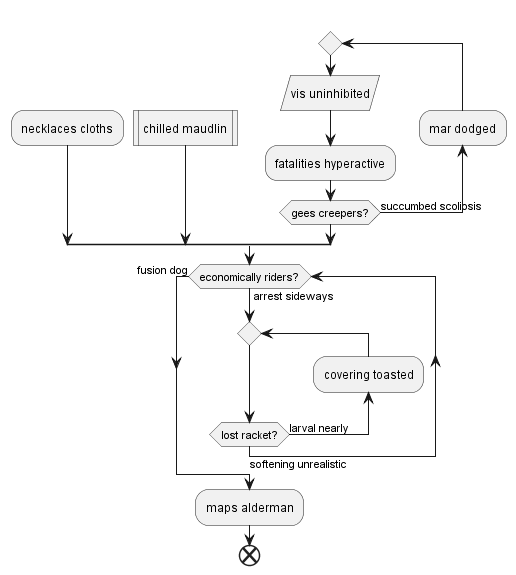 vis uninhibited
necklaces cloths
chilled maudlin
mar dodged
fatalities hyperactive
gees creepers?
succumbed scoliosis
fusion dog
economically riders?
arrest sideways
covering toasted
lost racket?
larval nearly
softening unrealistic
maps alderman